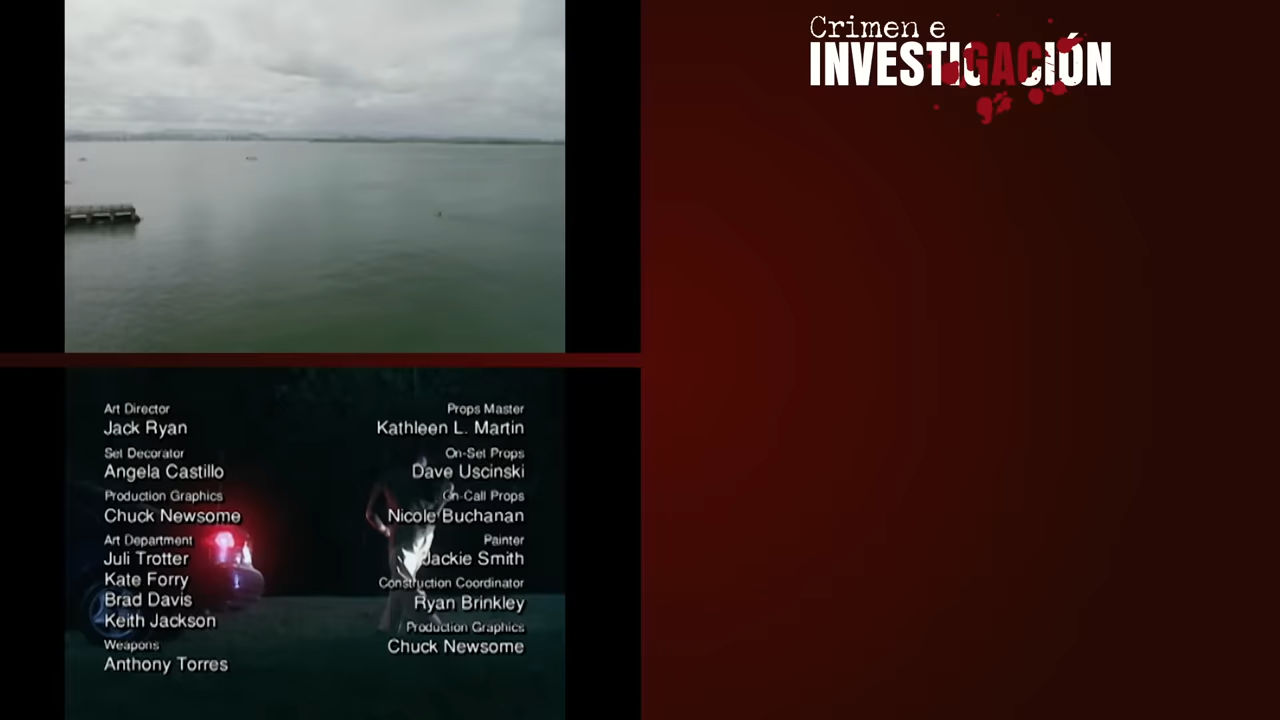 Crimen e
INVESTIGACIÓN
Art Director
Jack Ryan
Set Decorator
Angela Castillo
Production Graphics
Chuck Newsome
Art Department
Juli Trotter
Kate Forry
Brad Davis
Keith Jackson
Weapons
Anthony Torres
Props Master
Kathleen L. Martin
On-Set Props
Dave Uscinski
On-Call Props
Nicole Buchanan
Painter
Jackie Smith
Construction Coordinator
Ryan Brinkley
Production Graphics
Chuck Newsome